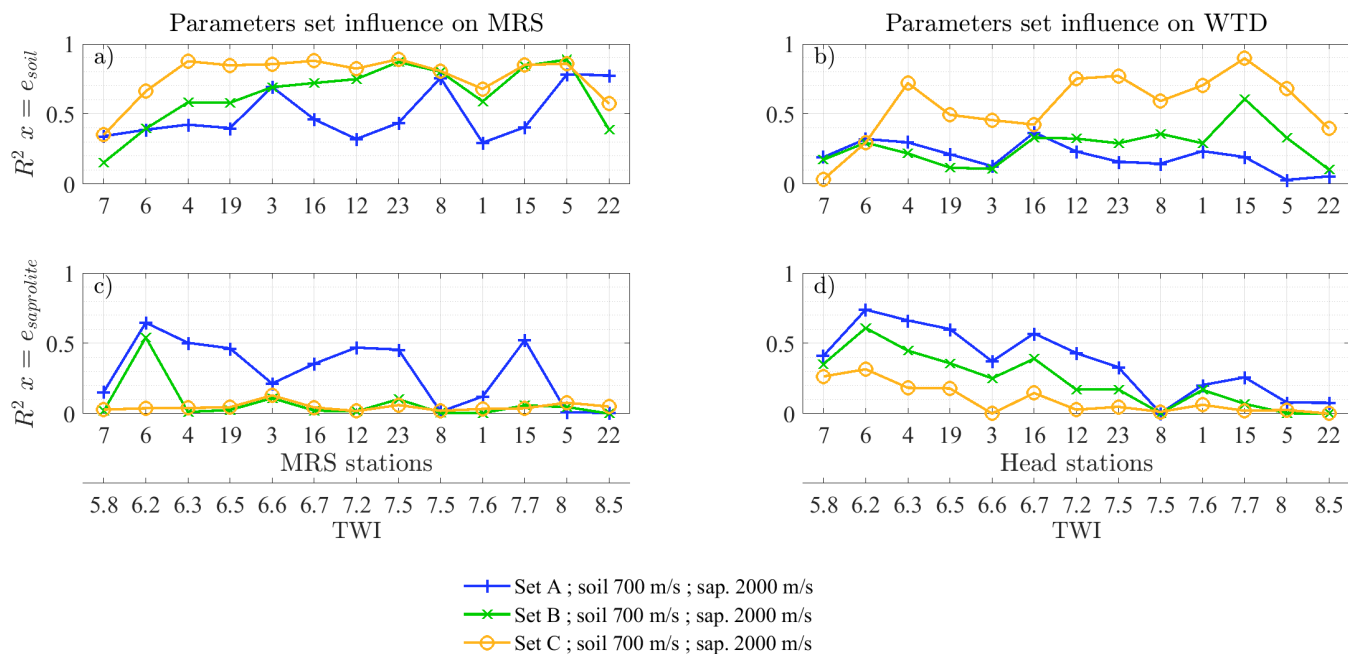 Parameters set influence on MRS
Parameters set influence on WTD
R² x = e_soil
1
0.5
0
a)
7 6 4 19 3 16 12 23 8 1 15 5 22
1
0.5
0
b)
7 6 4 19 3 16 12 23 8 1 15 5 22
R² x = e_saprolite
1
0.5
0
c)
7 6 4 19 3 16 12 23 8 1 15 5 22
MRS stations
5.8 6.2 6.3 6.5 6.6 6.7 7.2 7.5 7.5 7.6 7.7 8 8.5
TWI
1
0.5
0
d)
7 6 4 19 3 16 12 23 8 1 15 5 22
Head stations
5.8 6.2 6.3 6.5 6.6 6.7 7.2 7.5 7.5 7.6 7.7 8 8.5
TWI
Set A ; soil 700 m/s ; sap. 2000 m/s
Set B ; soil 700 m/s ; sap. 2000 m/s
Set C ; soil 700 m/s ; sap. 2000 m/s